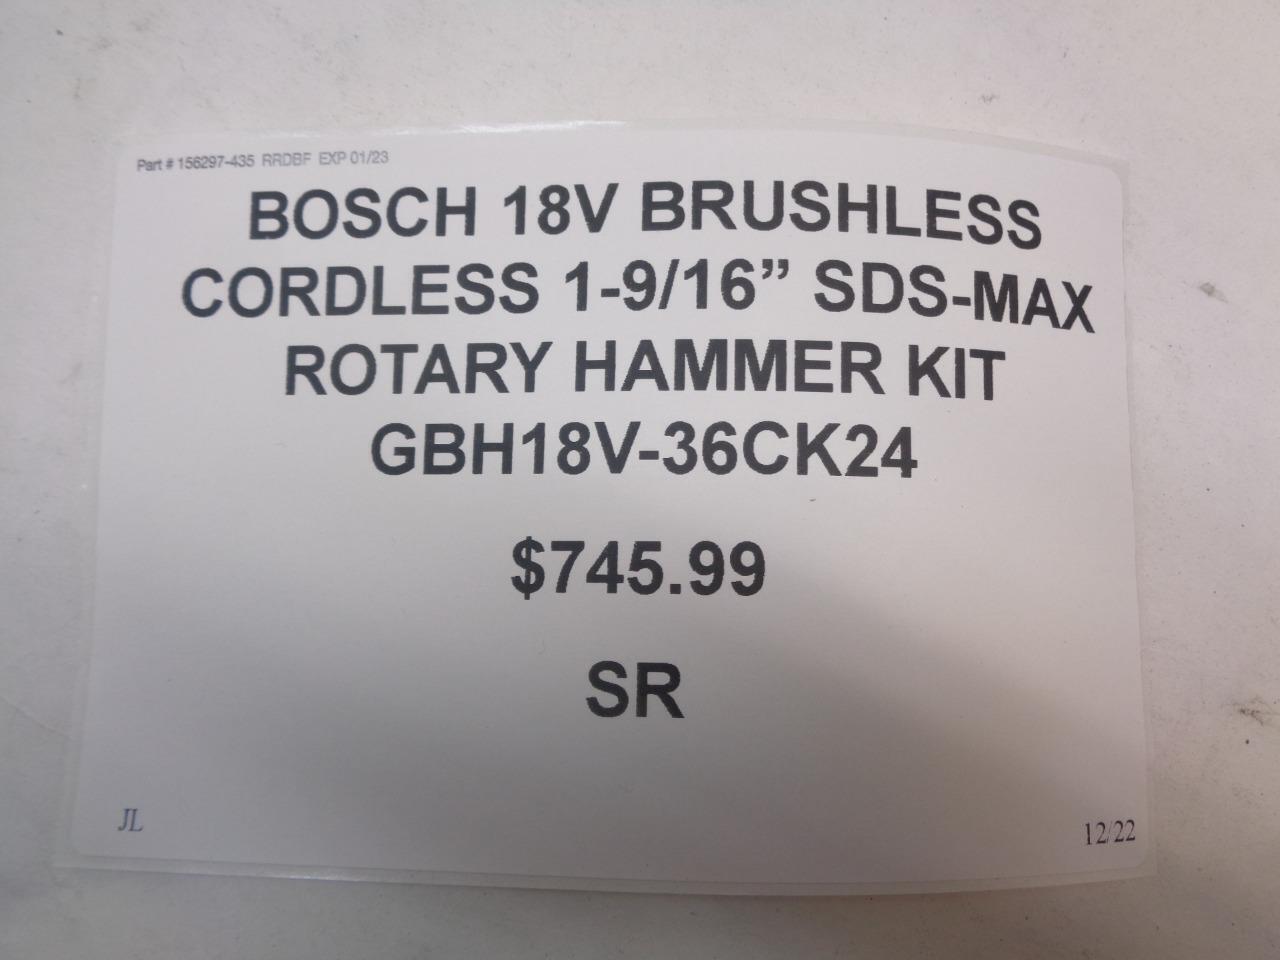 Part # 156297-435 RRDBF EXP 01/23
BOSCH 18V BRUSHLESS
CORDLESS 1-9/16” SDS-MAX
ROTARY HAMMER KIT
GBH18V-36CK24
$745.99
SR
JL
12/22